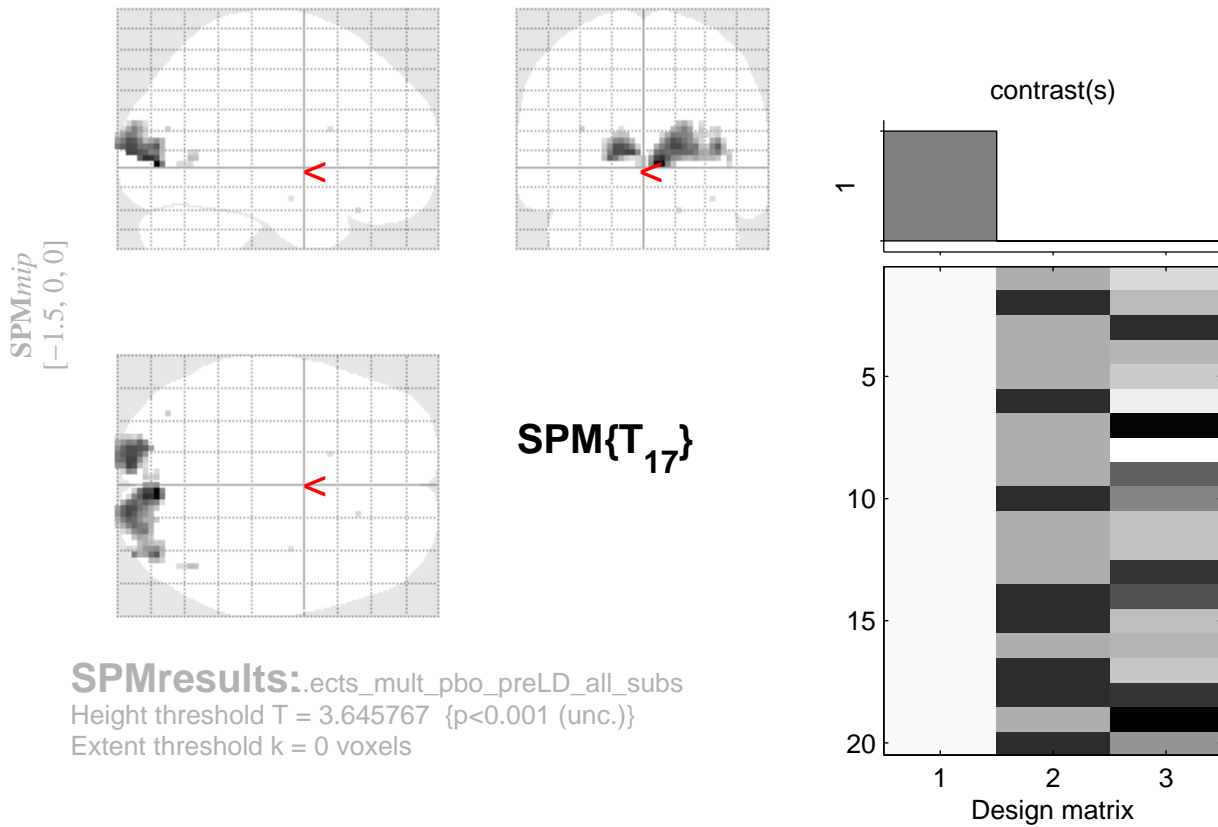 contrast(s)
1
SPMmip
[−1.5, 0, 0]
<
<
<
SPM{T17}
SPMresults:..ects_mult_pbo_preLD_all_subs
Height threshold T = 3.645767 {p<0.001 (unc.)}
Extent threshold k = 0 voxels
5
10
15
20
1 2 3
Design matrix